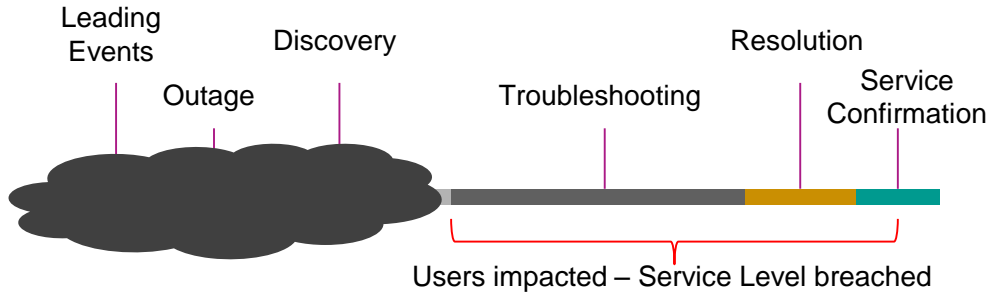 Leading
Events
Outage
Discovery
Troubleshooting
Resolution
Service
Confirmation
Users impacted – Service Level breached